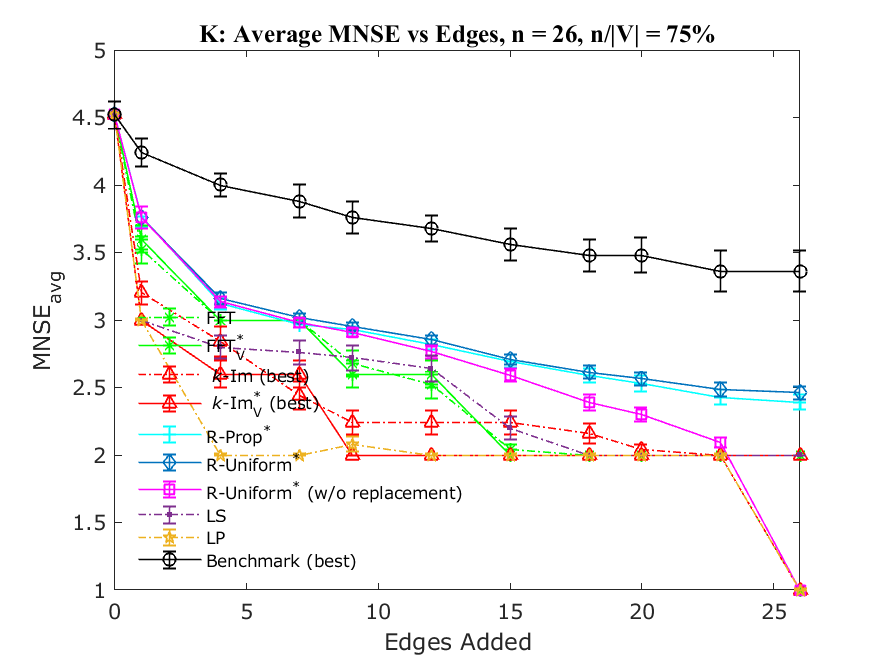 K: Average MNSE vs Edges, n = 26, n/|V| = 75%
5
4.5
4
3.5
3
2.5
2
1.5
1
MNSE_avg
FFT
FFT*_V
k-Im (best)
k-Im*_V (best)
R-Prop*
R-Uniform*
R-Uniform* (w/o replacement)
LS
LP
Benchmark (best)
0 5 10 15 20 25
Edges Added